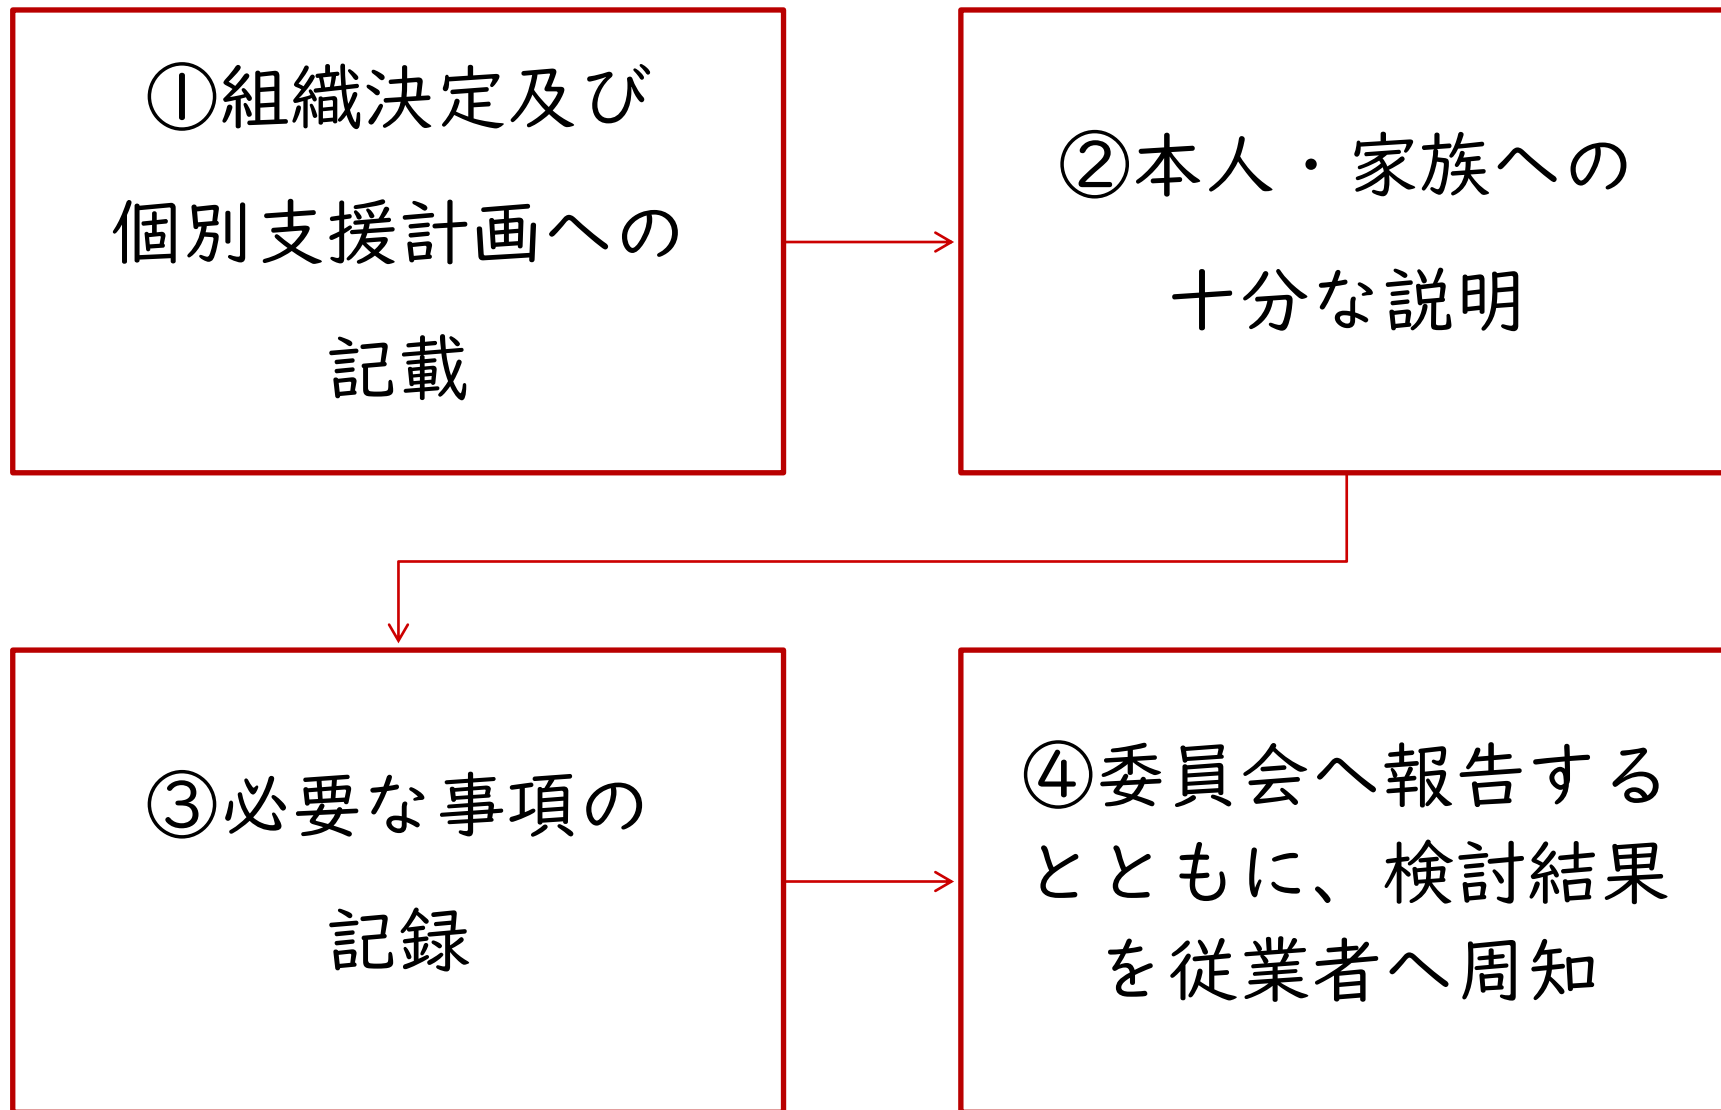 ①組織決定及び
個別支援計画への
記載
②本人・家族への
十分な説明
③必要な事項の
記録
④委員会へ報告する
とともに、検討結果
を従業者へ周知